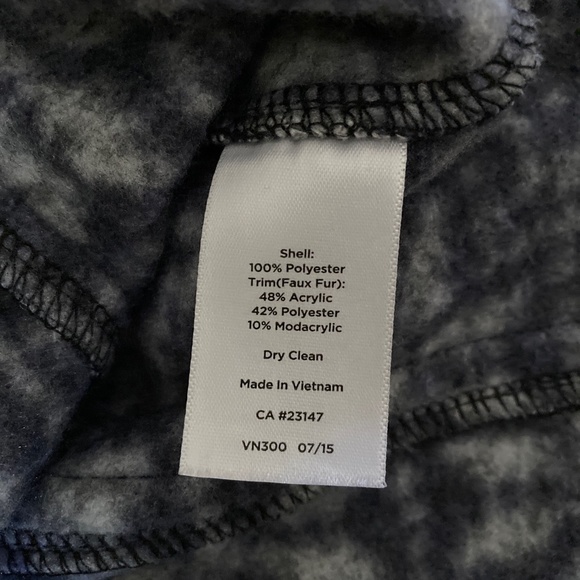 Shell:
100% Polyester
Trim(Faux Fur):
48% Acrylic
42% Polyester
10% Modacrylic
Dry Clean
Made In Vietnam
CA #23147
VN300 07/15